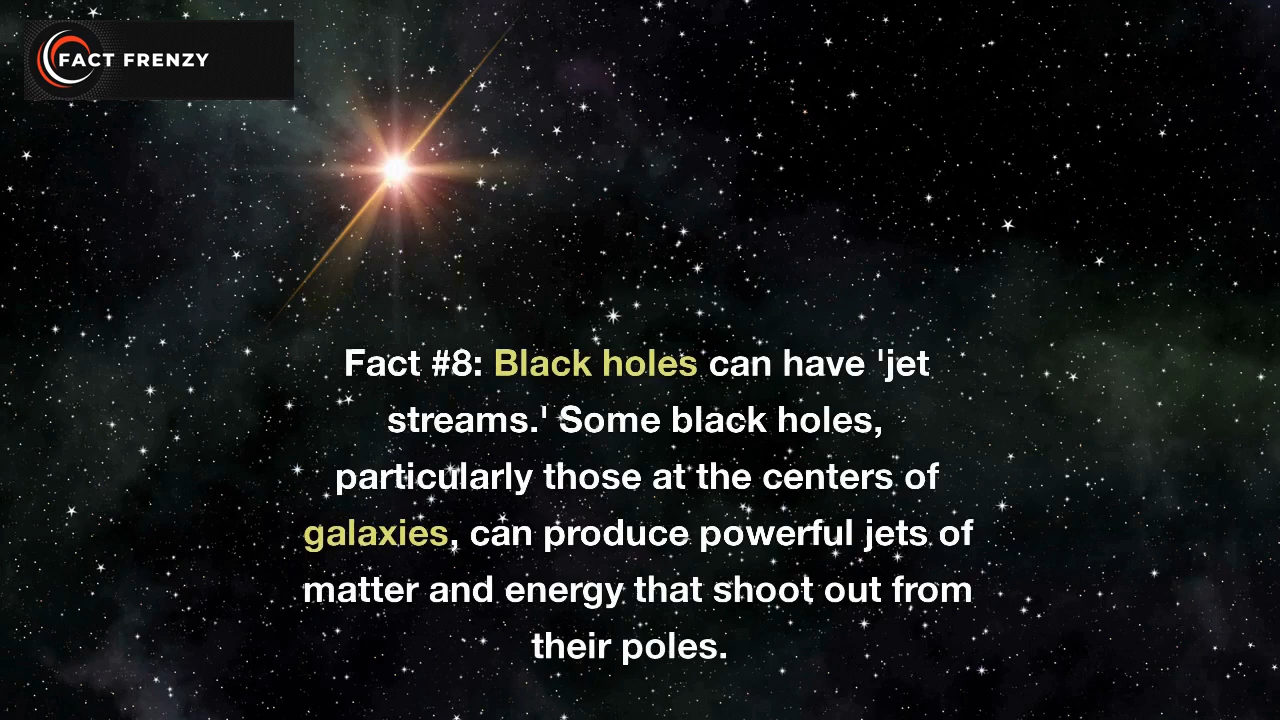 FACT FRENZY
Fact #8: Black holes can have 'jet
streams.' Some black holes,
particularly those at the centers of
galaxies, can produce powerful jets of
matter and energy that shoot out from
their poles.